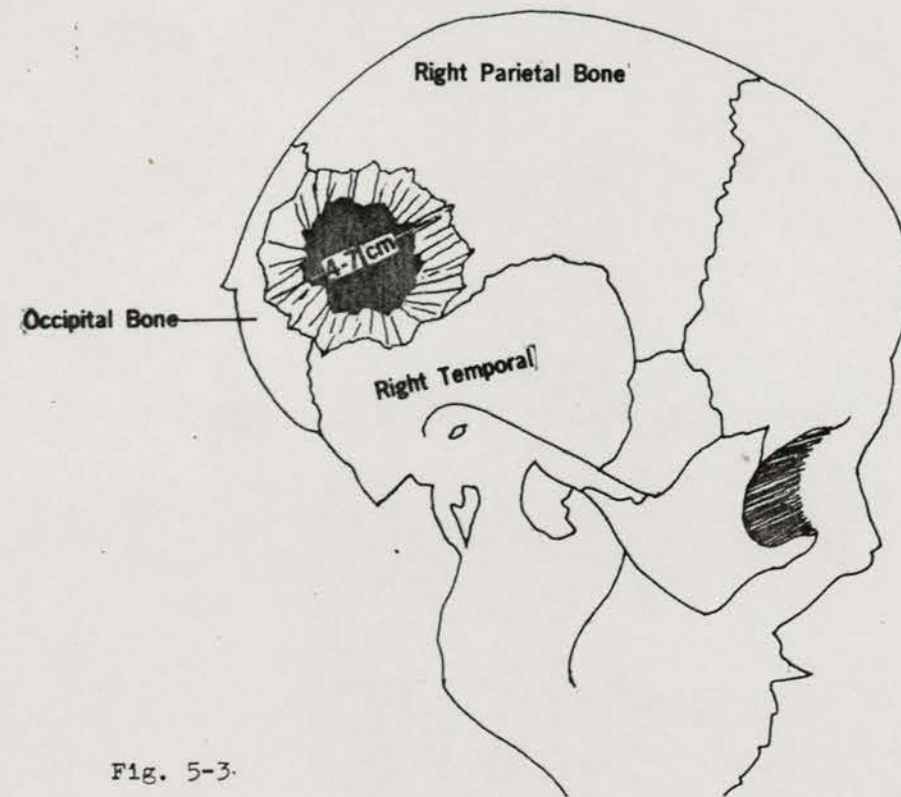 Right Parietal Bone
4-7 cm
Occipital Bone
Right Temporal
Fig. 5-3.